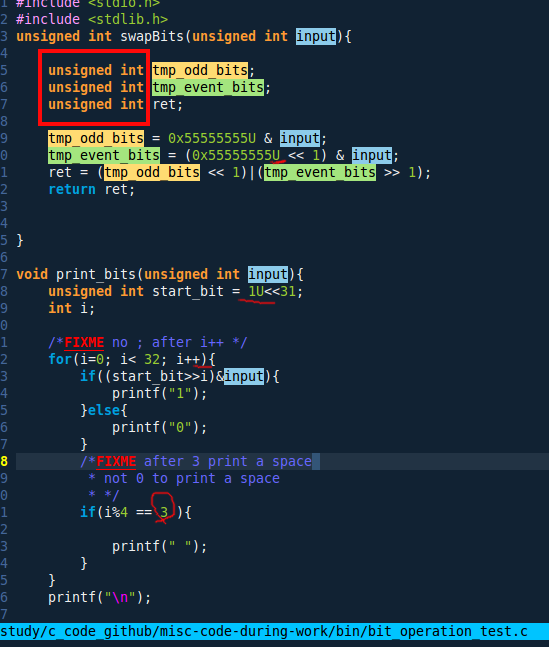 1 #include <stdio.h>
2 #include <stdlib.h>
3 unsigned int swapBits(unsigned int input){
4
5 unsigned int tmp_odd_bits;
6 unsigned int tmp_event_bits;
7 unsigned int ret;
8
9 tmp_odd_bits = 0x55555555U & input;
0 tmp_event_bits = (0x55555555U << 1) & input;
1 ret = (tmp_odd_bits << 1)|(tmp_event_bits >> 1);
2 return ret;
3
4
5 }
6
7 void print_bits(unsigned int input){
8 unsigned int start_bit = 1U<<31;
9 int i;
0
1 /*FIXME no ; after i++ */
2 for(i=0; i< 32; i++){
3 if((start_bit>>i)&input){
4 printf("1");
5 }else{
6 printf("0");
7 }
8 /*FIXME after 3 print a space
9 * not 0 to print a space
0 * */
1 if(i%4 == 3 ){
2
3 printf(" ");
4 }
5 }
6 printf("\n");
7
study/c_code_github/misc-code-during-work/bin/bit_operation_test.c